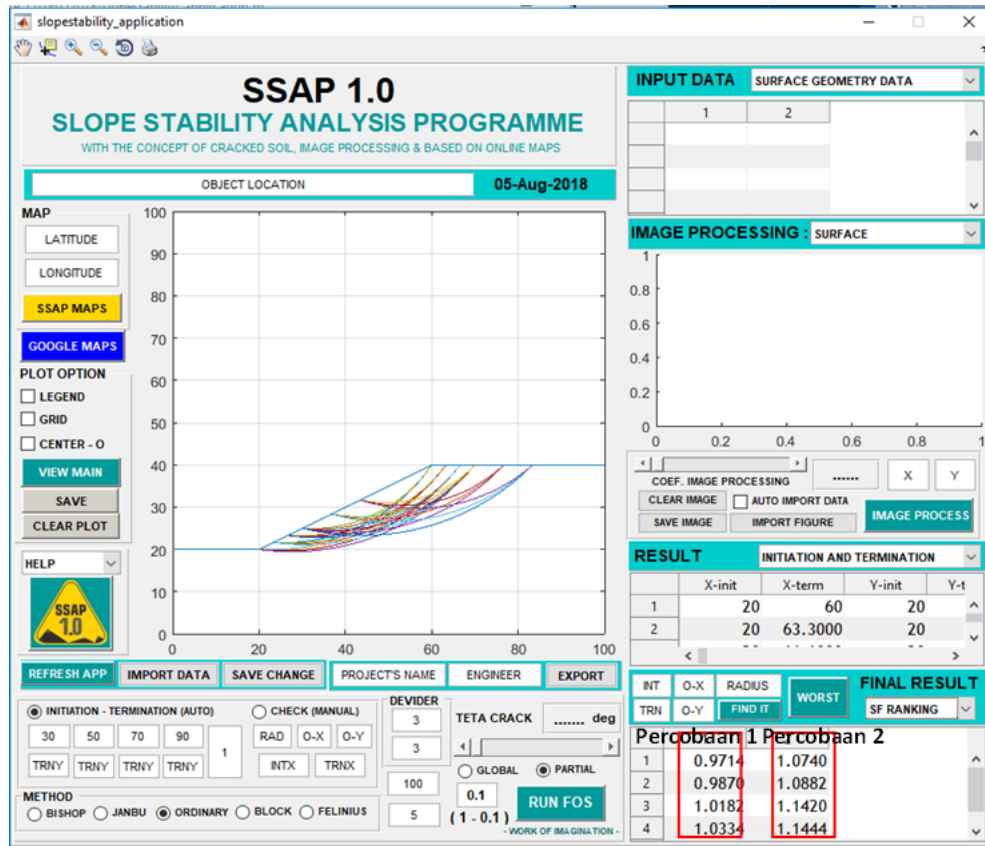 slopestability_application
SSAP 1.0
SLOPE STABILITY ANALYSIS PROGRAMME
WITH THE CONCEPT OF CRACKED SOIL, IMAGE PROCESSING & BASED ON ONLINE MAPS
OBJECT LOCATION
05-Aug-2018
MAP
LATITUDE
LONGITUDE
SSAP MAPS
GOOGLE MAPS
PLOT OPTION
LEGEND
GRID
CENTER - O
VIEW MAIN
SAVE
CLEAR PLOT
HELP
SSAP
1.0
100
90
80
70
60
50
40
30
20
10
0
0 20 40 60 80 100
REFRESH APP
IMPORT DATA
SAVE CHANGE
PROJECT'S NAME
ENGINEER
EXPORT
INITIATION - TERMINATION (AUTO)
CHECK (MANUAL)
30 50 70 90
1
TRNY TRNY TRNY TRNY
RAD O-X O-Y
INTX TRNX
METHOD
BISHOP JANBU ORDINARY BLOCK FELINIUS
DEVIDER
3
3
100
5
TETA CRACK ....... deg
GLOBAL PARTIAL
0.1
( 1 - 0.1 )
RUN FOS
- WORK OF IMAGINATION -
INPUT DATA
SURFACE GEOMETRY DATA
1 2
IMAGE PROCESSING :
SURFACE
1
0.8
0.6
0.4
0.2
0
0 0.2 0.4 0.6 0.8 1
COEF. IMAGE PROCESSING
......
X Y
CLEAR IMAGE
AUTO IMPORT DATA
SAVE IMAGE
IMPORT FIGURE
IMAGE PROCESS
RESULT
INITIATION AND TERMINATION
X-init X-term Y-init Y-t
1 20 60 20
2 20 63.3000 20
INT O-X RADIUS
TRN O-Y FIND IT
WORST
FINAL RESULT
SF RANKING
Percobaan 1 Percobaan 2
1 0.9714 1.0740
2 0.9870 1.0882
3 1.0182 1.1420
4 1.0334 1.1444